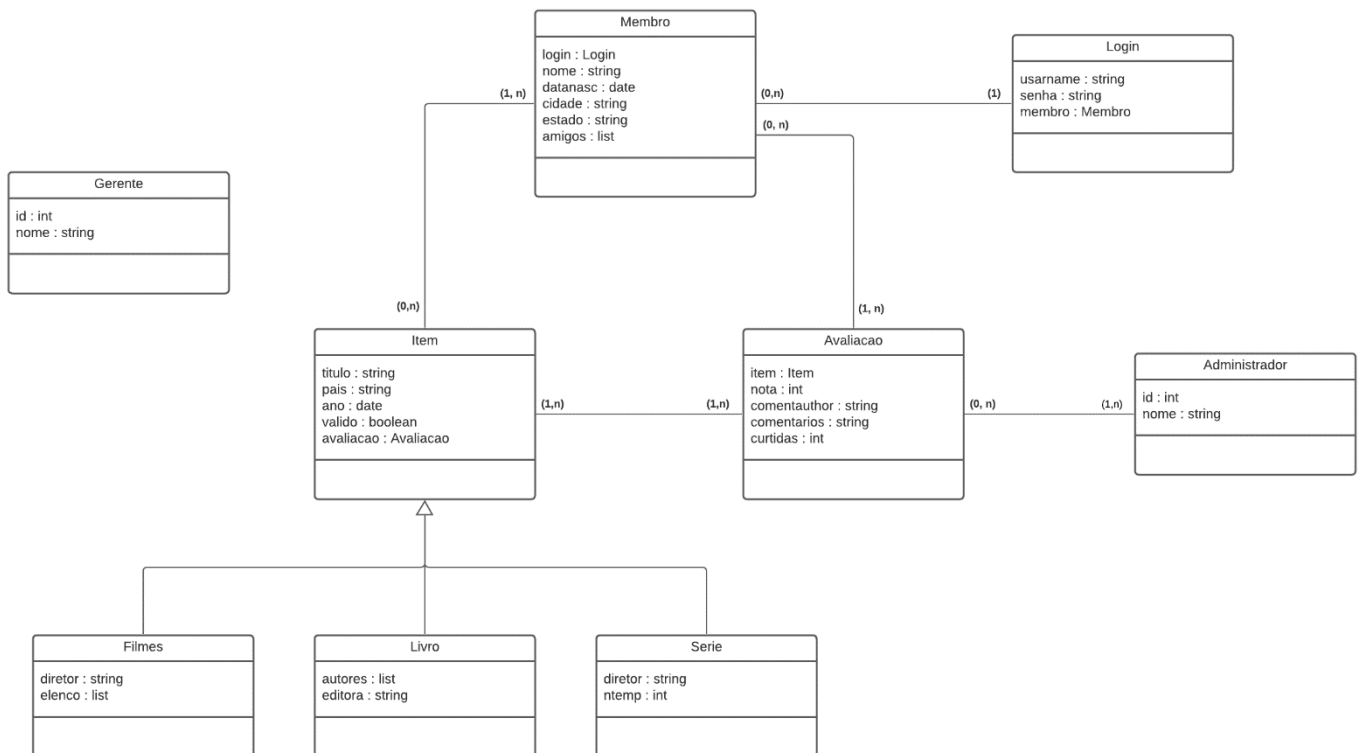 Membro
login : Login
nome : string
datanasc : date
cidade : string
estado : string
amigos : list
Login
usarname : string
senha : string
membro : Membro
(1, n)
(0,n)
(1)
(0, n)
Gerente
id : int
nome : string
(0,n)
(1, n)
Item
titulo : string
pais : string
ano : date
valido : boolean
avaliacao : Avaliacao
(1,n)
(1,n)
Avaliacao
item : Item
nota : int
comentauthor : string
comentarios : string
curtidas : int
(0, n)
(1,n)
Administrador
id : int
nome : string
Filmes
diretor : string
elenco : list
Livro
autores : list
editora : string
Serie
diretor : string
ntemp : int